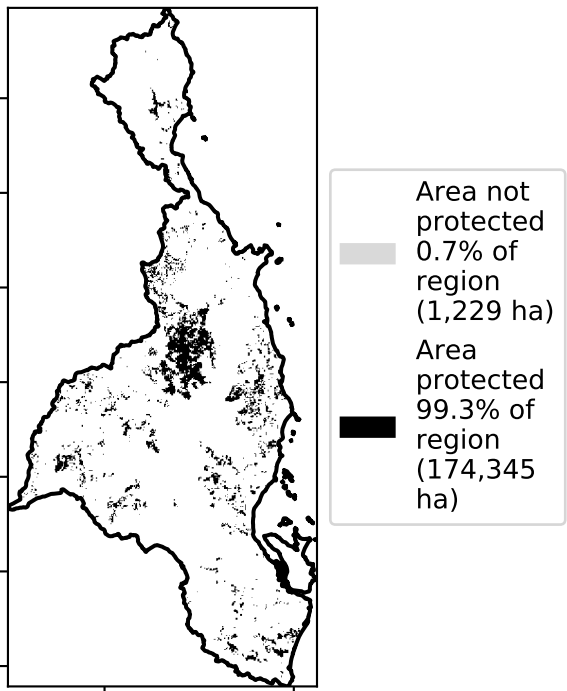 Area not
protected
0.7% of
region
(1,229 ha)
Area
protected
99.3% of
region
(174,345
ha)